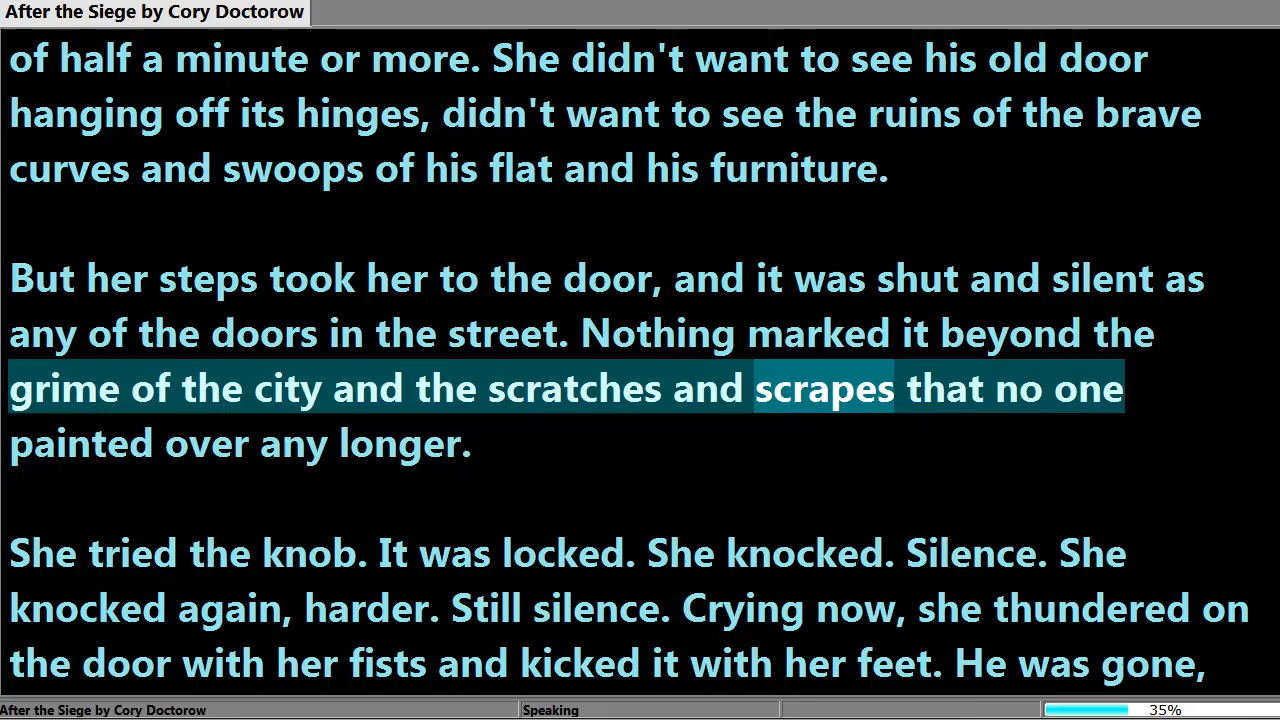 After the Siege by Cory Doctorow
of half a minute or more. She didn't want to see his old door
hanging off its hinges, didn't want to see the ruins of the brave
curves and swoops of his flat and his furniture.
But her steps took her to the door, and it was shut and silent as
any of the doors in the street. Nothing marked it beyond the
grime of the city and the scratches and scrapes that no one
painted over any longer.
She tried the knob. It was locked. She knocked. Silence. She
knocked again, harder. Still silence. Crying now, she thundered on
the door with her fists and kicked it with her feet. He was gone,
After the Siege by Cory Doctorow Speaking 35%